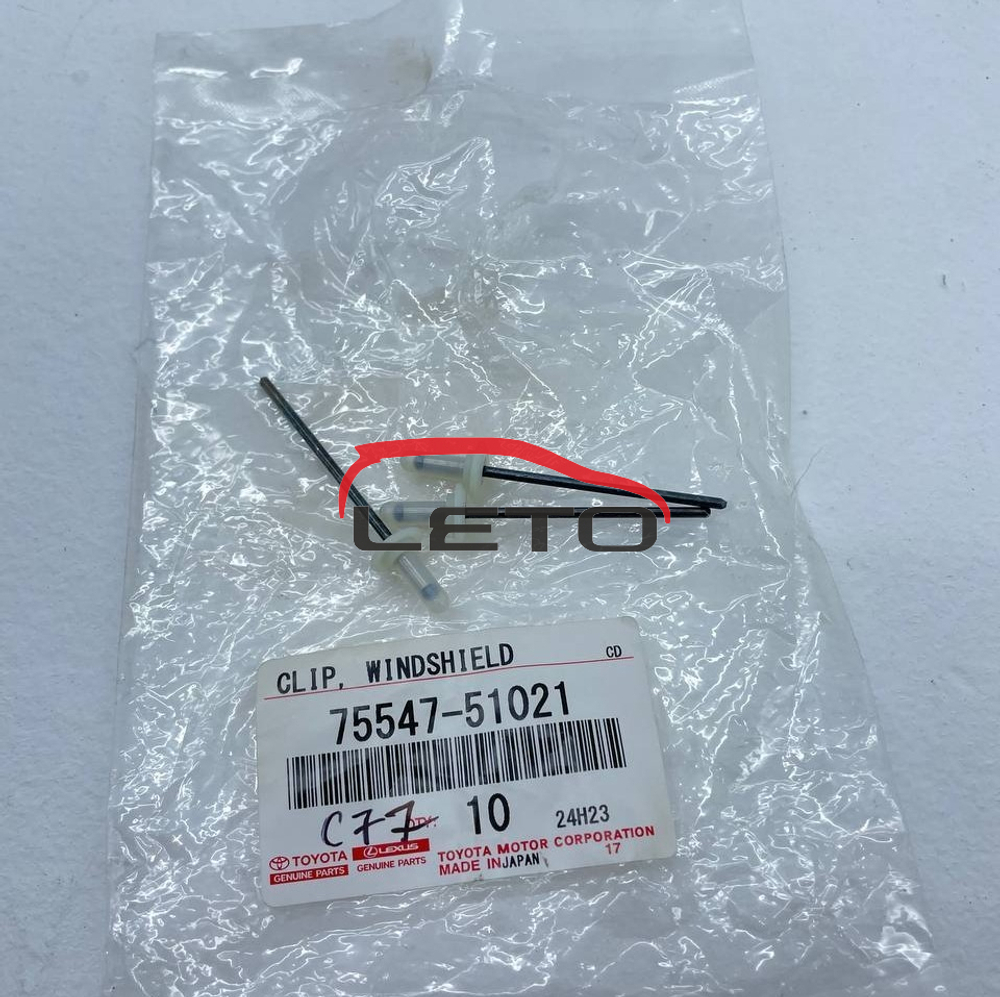 LETO
CLIP, WINDSHIELD CD
75547-51021
C77 QTY. 10 24H23
TOYOTA LEXUS TOYOTA MOTOR CORPORATION
GENUINE PARTS GENUINE PARTS MADE IN JAPAN 17